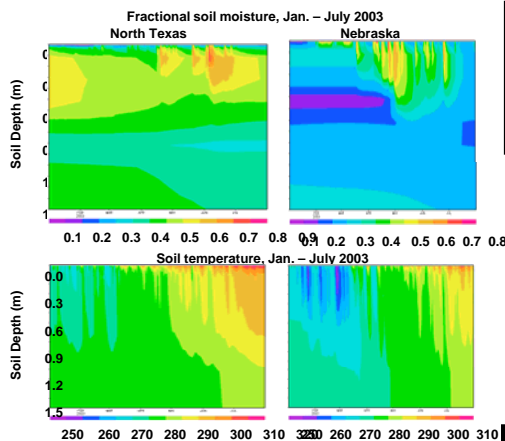 Fractional soil moisture, Jan. – July 2003
North Texas
Nebraska
Soil Depth (m)
0.1 0.2 0.3 0.4 0.5 0.6 0.7 0.8 0.9
0.2 0.3 0.4 0.5 0.6 0.7 0.8
Soil temperature, Jan. – July 2003
Soil Depth (m)
0.0
0.3
0.6
0.9
1.2
1.5
250 260 270 280 290 300 310
260 270 280 290 300 310